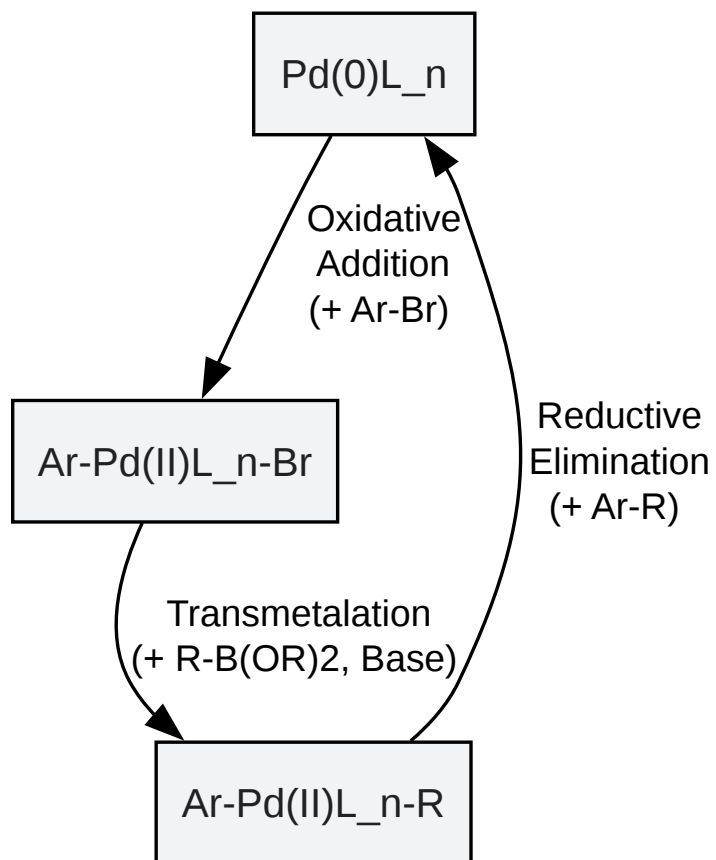 Pd(0)L_n
Oxidative
Addition
(+ Ar-Br)
Ar-Pd(II)L_n-Br
Reductive
Elimination
(+ Ar-R)
Transmetalation
(+ R-B(OR)2, Base)
Ar-Pd(II)L_n-R